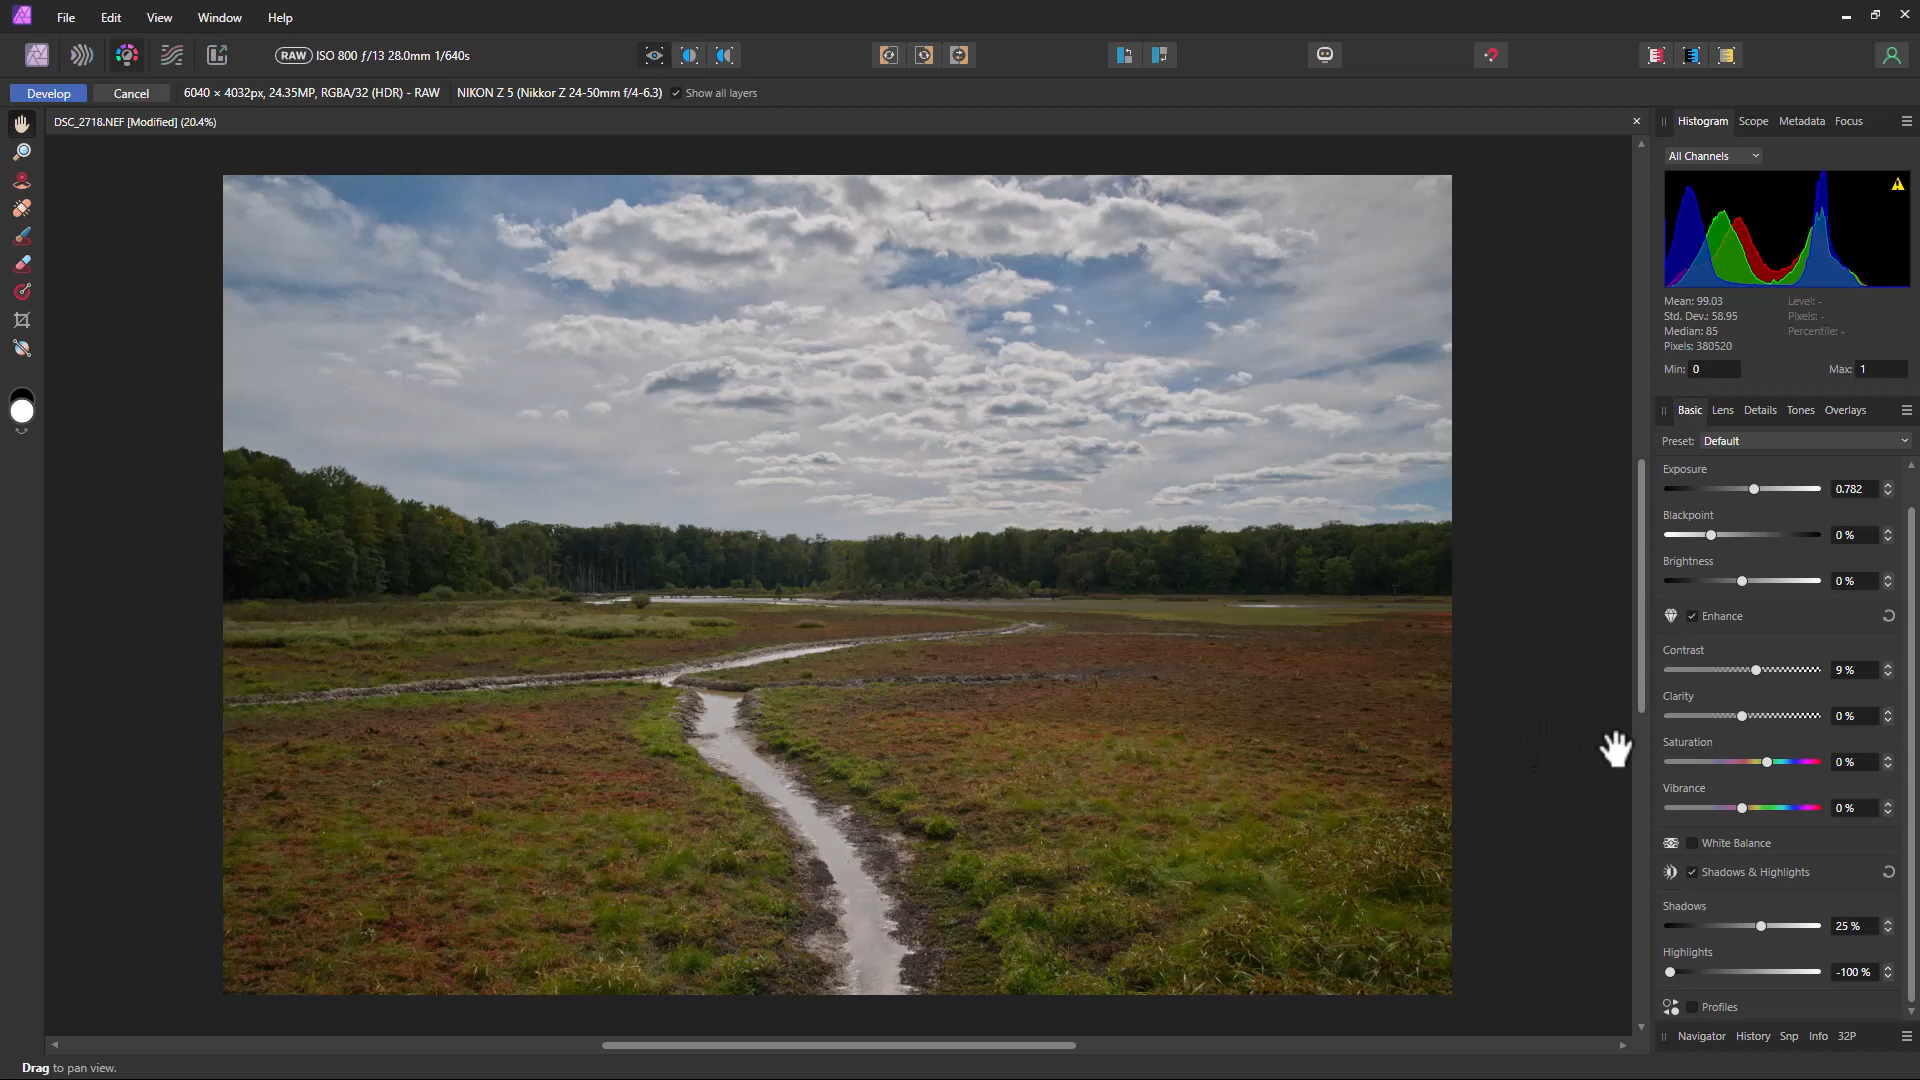 File Edit View Window Help
RAW ISO 800 ƒ/13 28.0mm 1/640s
Develop Cancel 6040 × 4032px, 24.35MP, RGBA/32 (HDR) - RAW NIKON Z 5 (Nikkor Z 24-50mm f/4-6.3) Show all layers
DSC_2718.NEF [Modified] (20.4%)
Histogram Scope Metadata Focus
All Channels
Mean: 99.03 Level: -
Std. Dev.: 58.95 Pixels: -
Median: 85 Percentile: -
Pixels: 380520
Min: 0 Max: 1
Basic Lens Details Tones Overlays
Preset: Default
Exposure
0.782
Blackpoint
0 %
Brightness
0 %
Enhance
Contrast
9 %
Clarity
0 %
Saturation
0 %
Vibrance
0 %
White Balance
Shadows & Highlights
Shadows
25 %
Highlights
-100 %
Profiles
Navigator History Snp Info 32P
Drag to pan view.